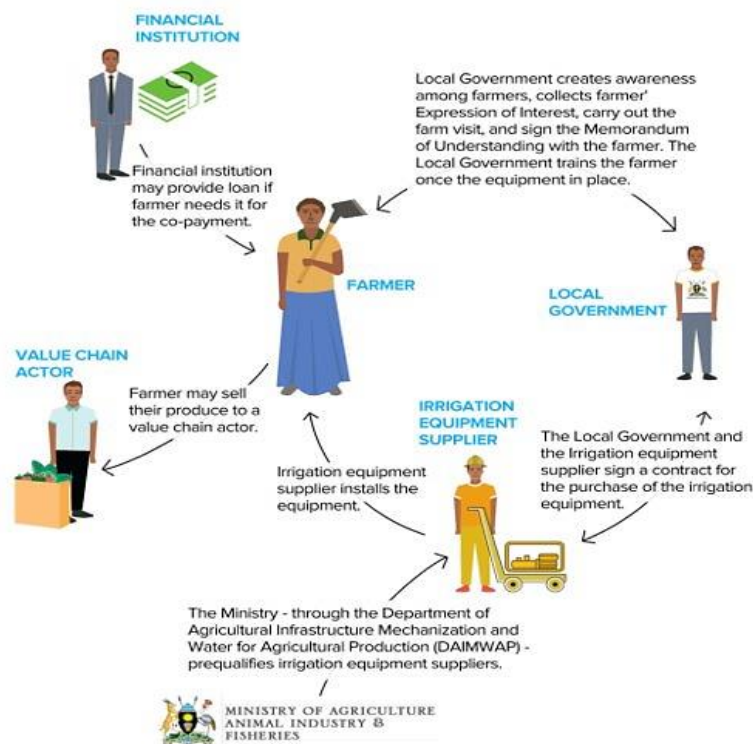 FINANCIAL
INSTITUTION
Local Government creates awareness
among farmers, collects farmer'
Expression of Interest, carry out the
farm visit, and sign the Memorandum
of Understanding with the farmer. The
Local Government trains the farmer
once the equipment in place.
Financial institution
may provide loan if
farmer needs it for
the co-payment.
FARMER
LOCAL
GOVERNMENT
VALUE CHAIN
ACTOR
Farmer may sell
their produce to a
value chain actor.
IRRIGATION
EQUIPMENT
SUPPLIER
The Local Government and
the Irrigation equipment
supplier sign a contract for
the purchase of the irrigation
equipment.
Irrigation equipment
supplier installs the
equipment.
The Ministry - through the Department of
Agricultural Infrastructure Mechanization and
Water for Agricultural Production (DAIMWAP) -
prequalifies irrigation equipment suppliers.
MINISTRY OF AGRICULTURE
ANIMAL INDUSTRY &
FISHERIES